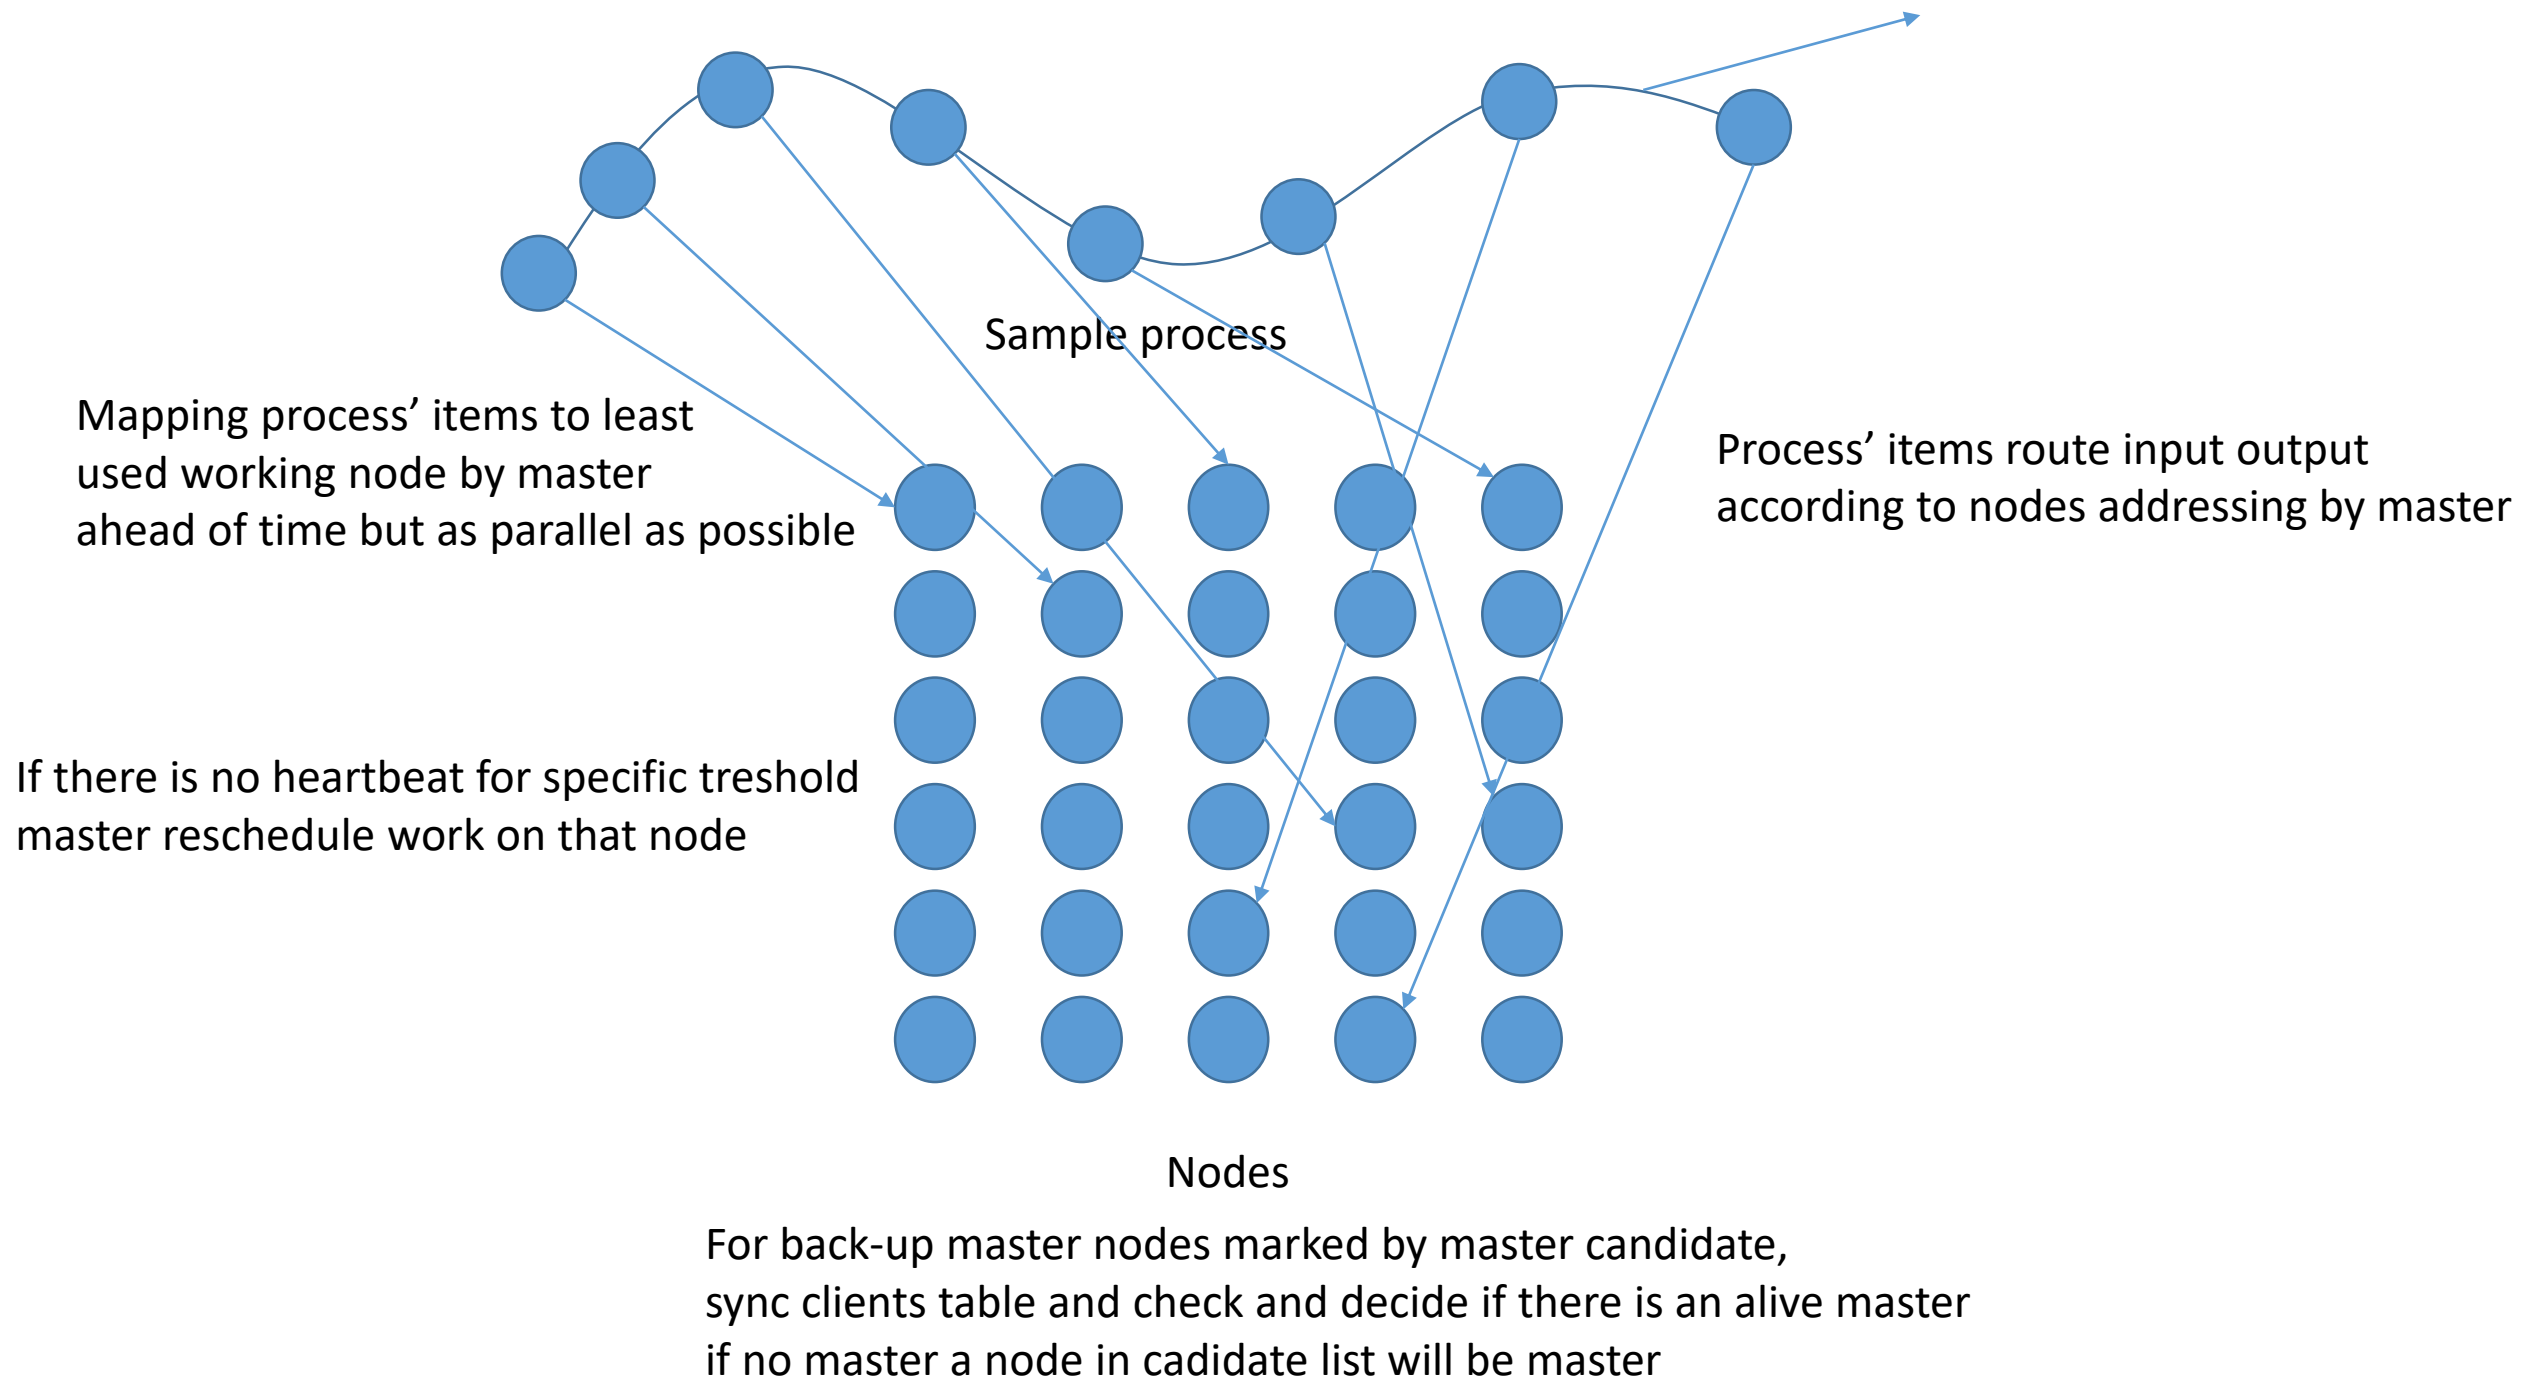 Sample process
Mapping process’ items to least
used working node by master
ahead of time but as parallel as possible
Process’ items route input output
according to nodes addressing by master
If there is no heartbeat for specific treshold
master reschedule work on that node
Nodes
For back-up master nodes marked by master candidate,
sync clients table and check and decide if there is an alive master
if no master a node in cadidate list will be master